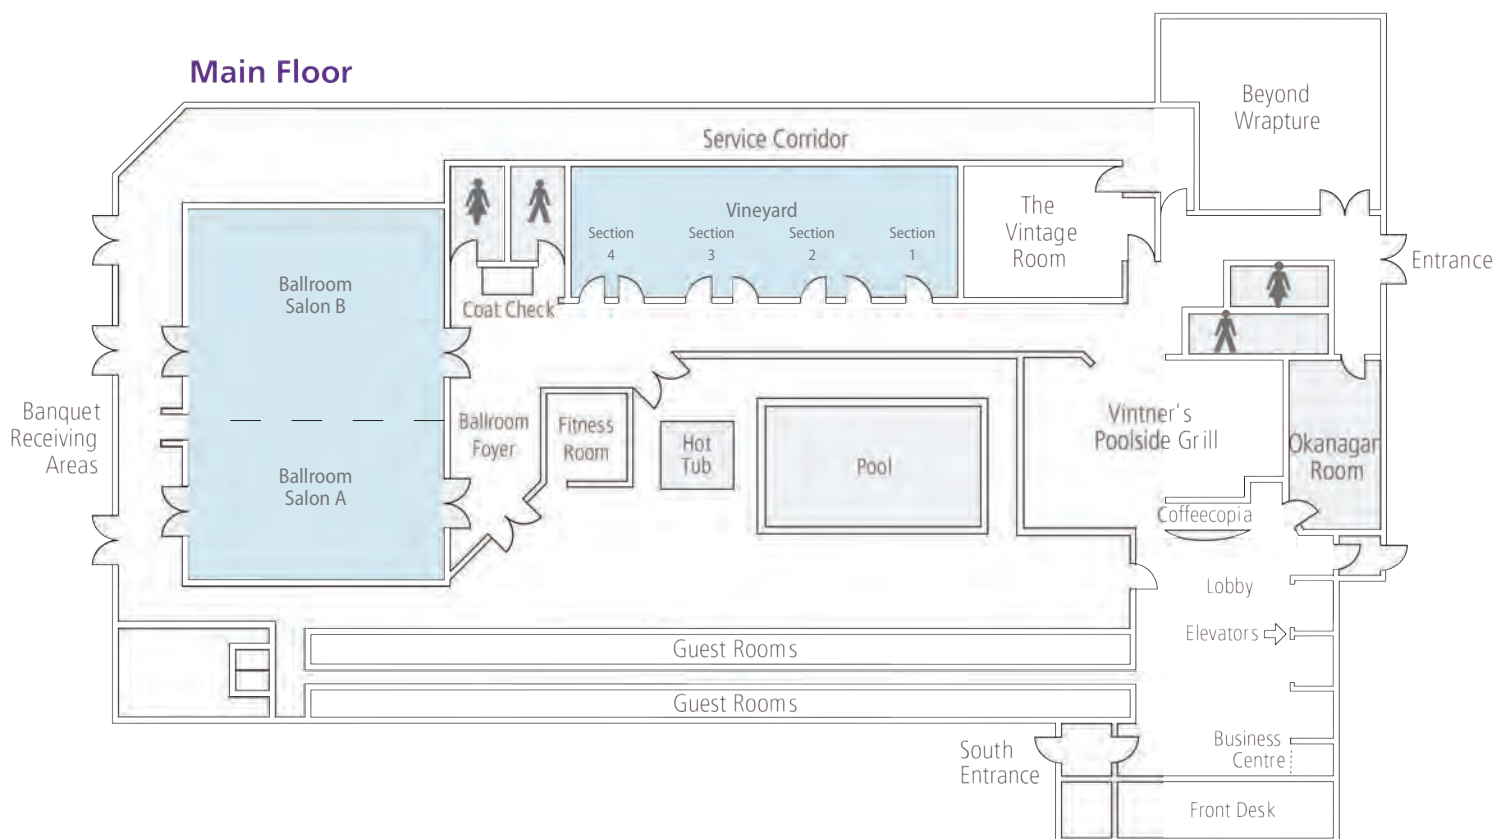 Main Floor
Beyond
Wrapture
Service Corridor
Vineyard
Section
4
Section
3
Section
2
Section
1
The
Vintage
Room
Entrance
Ballroom
Salon B
Coat Check
Banquet
Receiving
Areas
Ballroom
Foyer
Fitness
Room
Hot
Tub
Pool
Vintner's
Poolside Grill
Okanagan
Room
Ballroom
Salon A
Coffeecopia
Lobby
Elevators
Guest Rooms
Guest Rooms
South
Entrance
Business
Centre
Front Desk